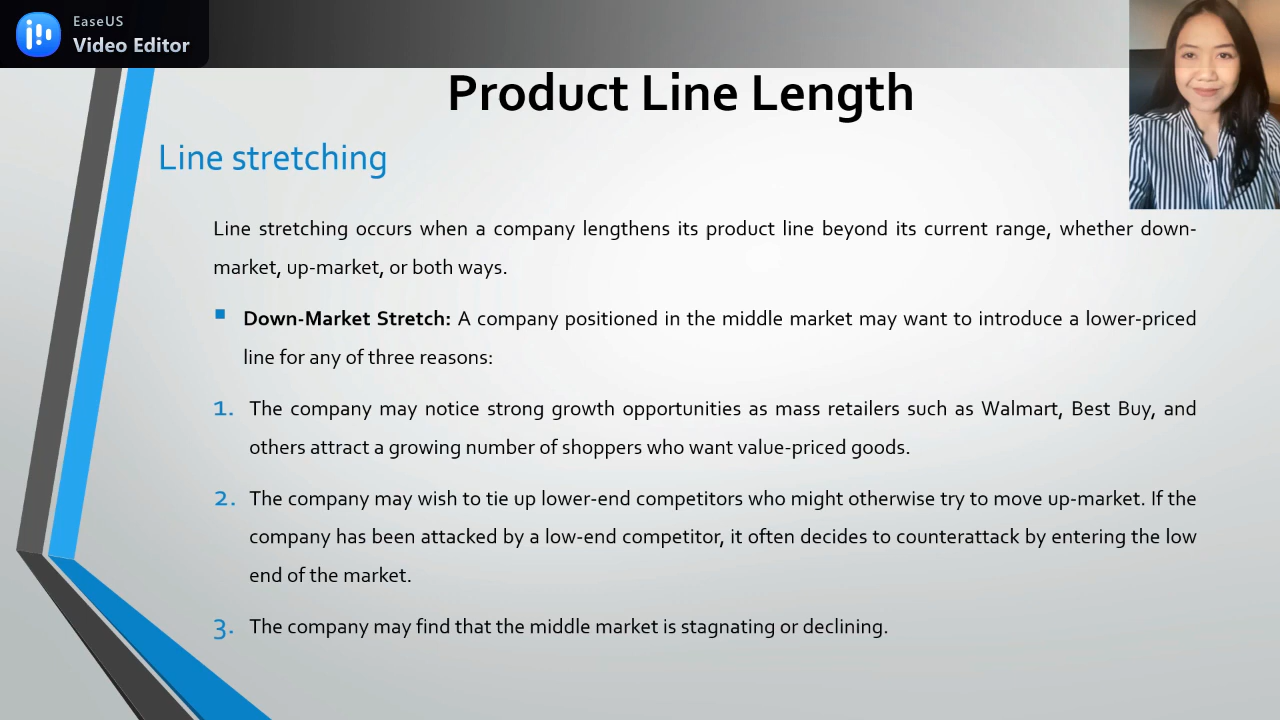 EaseUS
Video Editor
Product Line Length
Line stretching
Line stretching occurs when a company lengthens its product line beyond its current range, whether down-
market, up-market, or both ways.
Down-Market Stretch: A company positioned in the middle market may want to introduce a lower-priced
line for any of three reasons:
1. The company may notice strong growth opportunities as mass retailers such as Walmart, Best Buy, and
others attract a growing number of shoppers who want value-priced goods.
2. The company may wish to tie up lower-end competitors who might otherwise try to move up-market. If the
company has been attacked by a low-end competitor, it often decides to counterattack by entering the low
end of the market.
3. The company may find that the middle market is stagnating or declining.